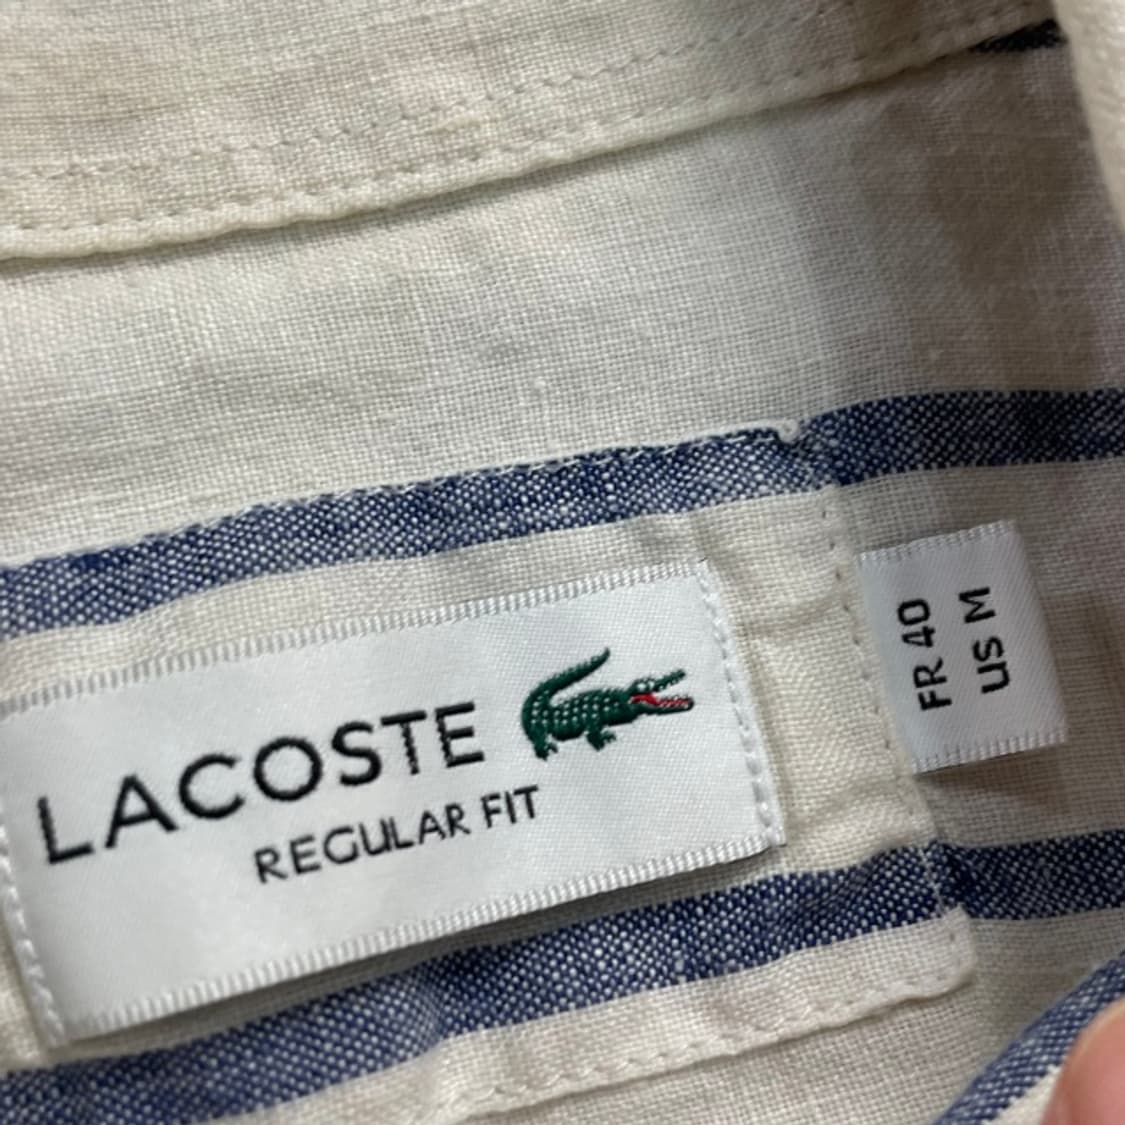 LACOSTE
REGULAR FIT
FR 40
US M